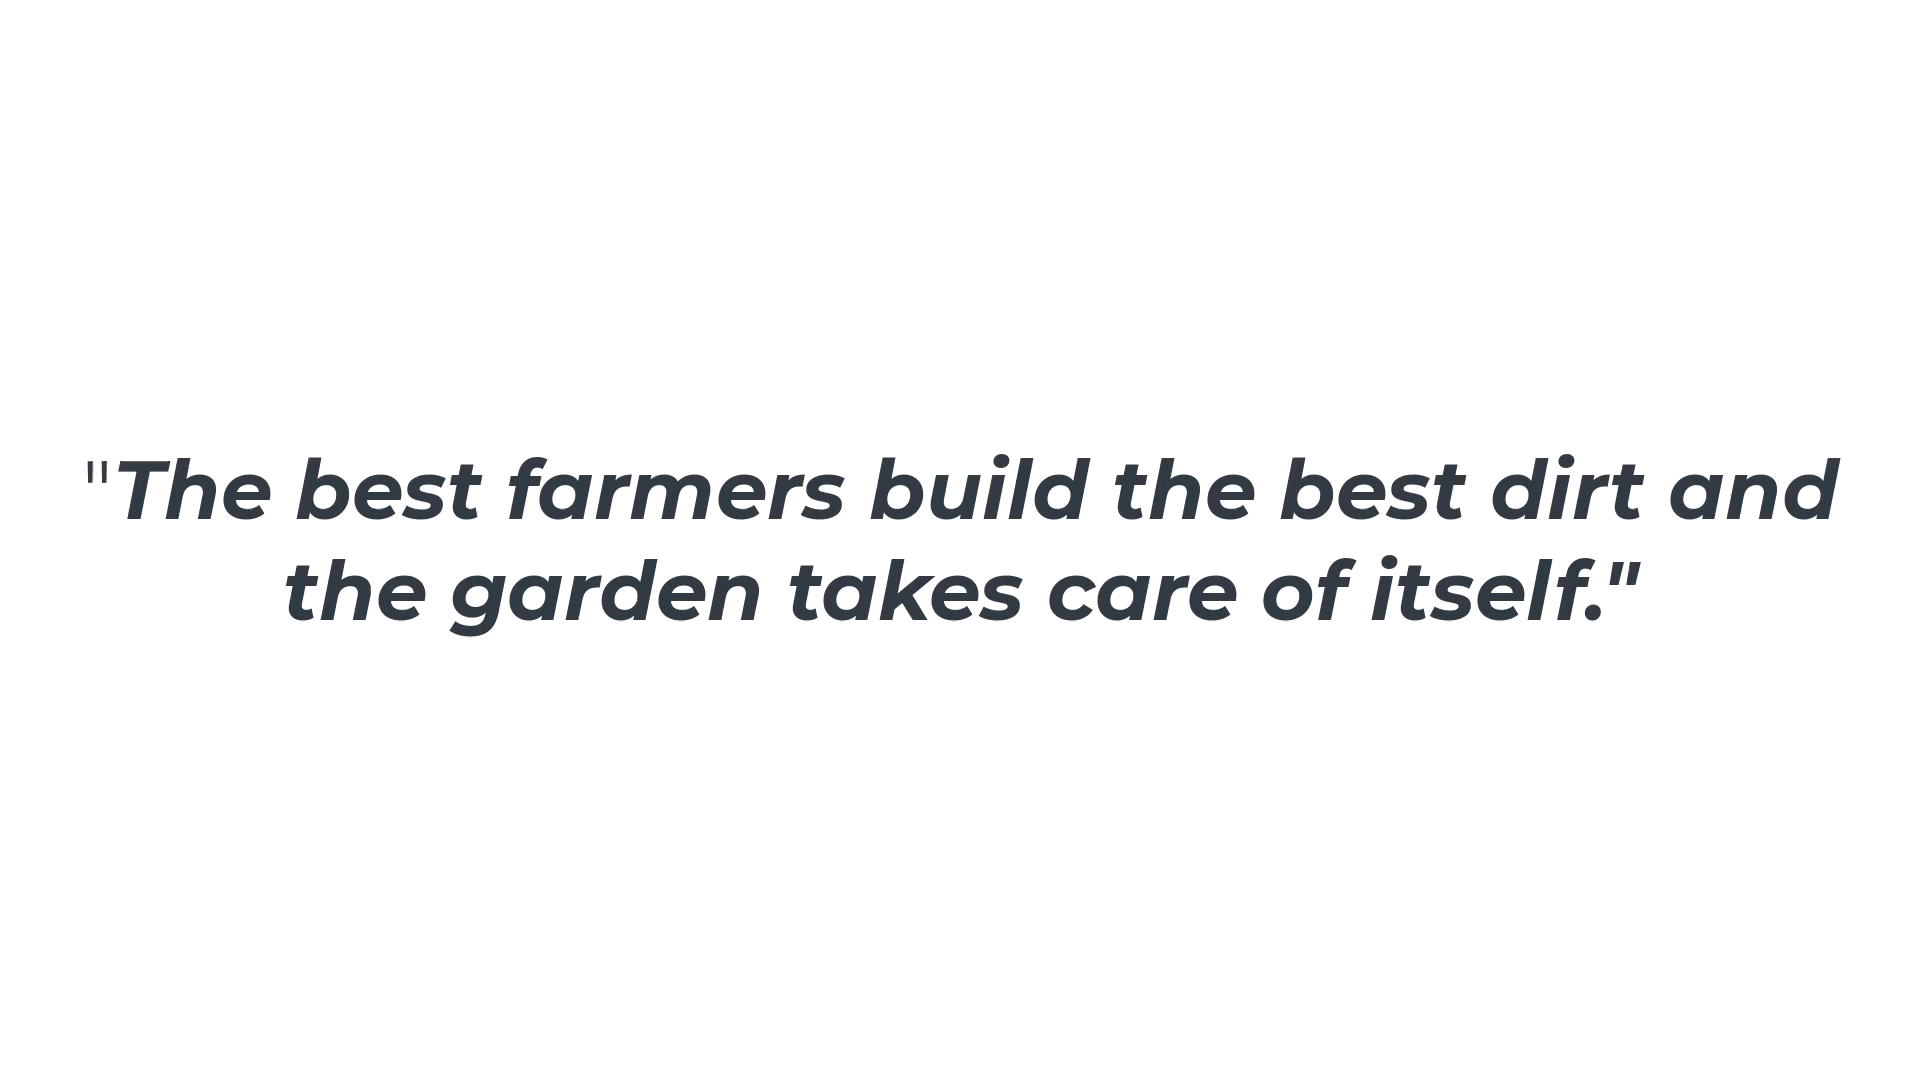 "The best farmers build the best dirt and
the garden takes care of itself."